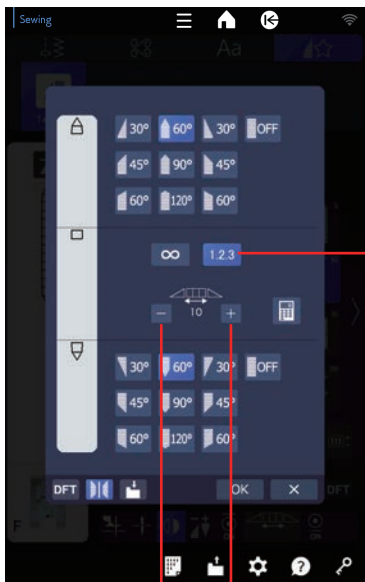 Sewing
Aa
30° 60° 30° OFF
45° 90° 45°
60° 120° 60°
∞ 1.2.3
− 10 +
30° 60° 30° OFF
45° 90° 45°
60° 120° 60°
DFT OK × DFT
F